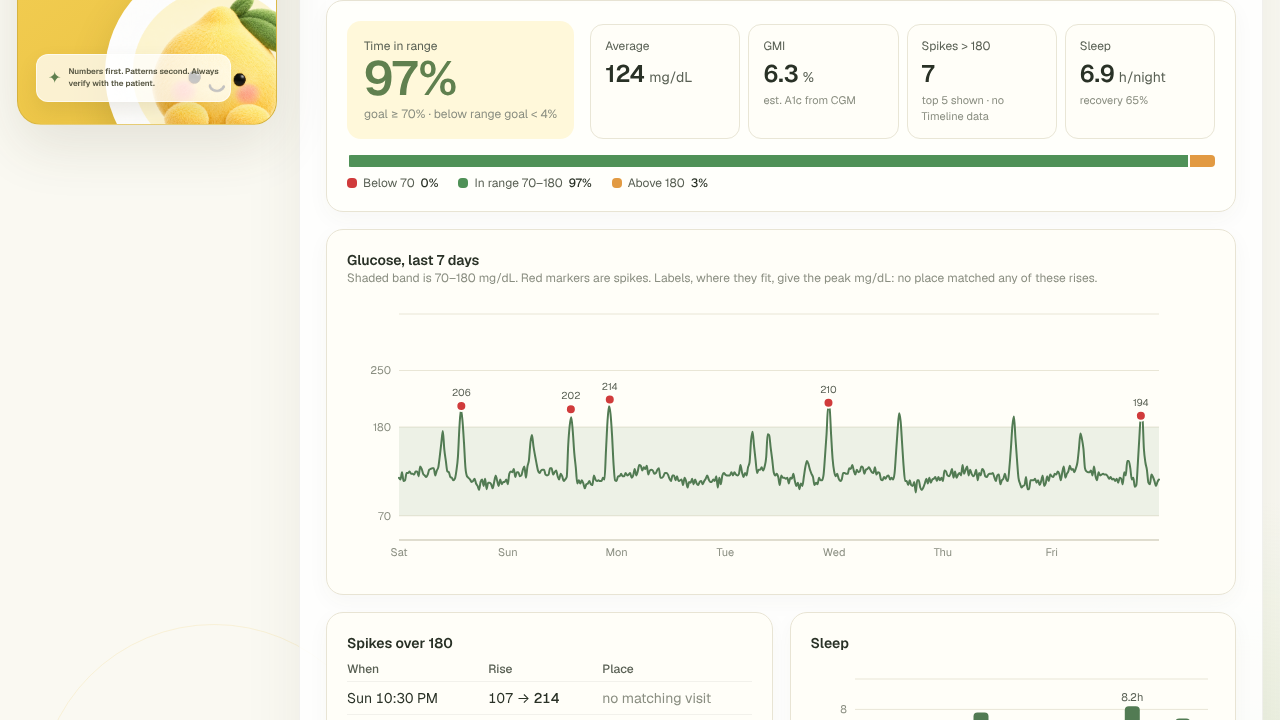 Numbers first. Patterns second. Always
verify with the patient.
Time in range
97%
goal ≥ 70% · below range goal < 4%
Average
124 mg/dL
GMI
6.3 %
est. A1c from CGM
Spikes > 180
7
top 5 shown · no
Timeline data
Sleep
6.9 h/night
recovery 65%
Below 70 0% In range 70–180 97% Above 180 3%
Glucose, last 7 days
Shaded band is 70–180 mg/dL. Red markers are spikes. Labels, where they fit, give the peak mg/dL: no place matched any of these rises.
250
206 202 214 210 194
180
70
Sat Sun Mon Tue Wed Thu Fri
Spikes over 180
When Rise Place
Sun 10:30 PM 107 → 214 no matching visit
Sleep
8.2h
8